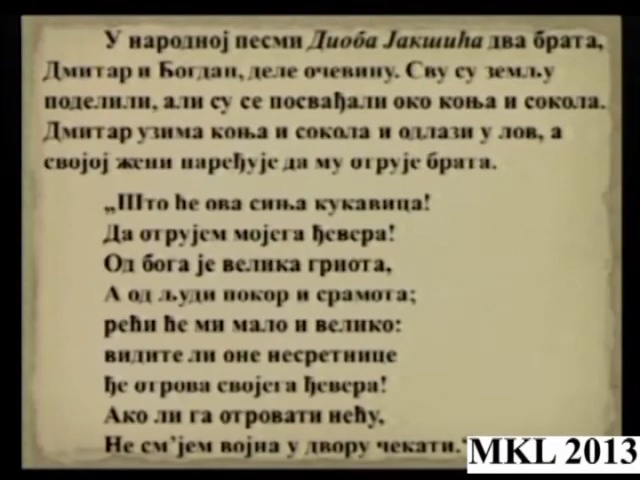 У народној песми Диоба Јакшића два брата,
Дмитар и Богдан, деле очевину. Сву су земљу
поделили, али су се посвађали око коња и сокола.
Дмитар узима коња и сокола и одлази у лов, а
својој жени наређује да му отрује брата.
„Што ће ова сиња кукавица!
Да отрујем мојега ђевера!
Од бога је велика гриота,
А од људи покор и срамота;
рећи ће ми мало и велико:
видите ли оне несретнице
ђе отрова својега ђевера!
Ако ли га отровати нећу,
Не см’јем војна у двору чекати.“
MKL 2013